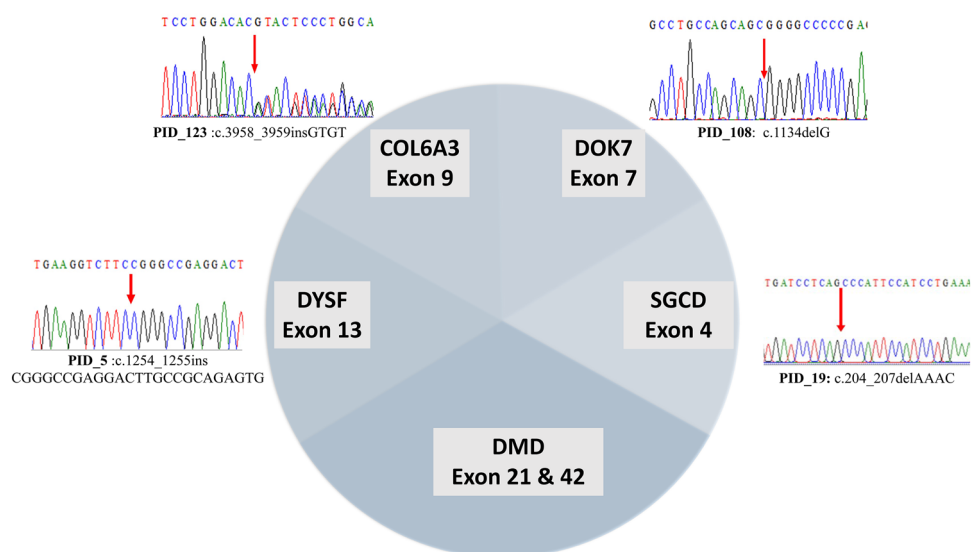 TCCTGGACACGTACTCCCTGGCA
PID_123 :c.3958_3959insGTGT
GCCTGCCAGCAGCGGGGCCCCCGA
PID_108: c.1134delG
COL6A3
Exon 9
DOK7
Exon 7
TGAAGGTCTTCCGGGCCGAGGACT
PID_5 :c.1254_1255ins
CGGGCCGAGGACTTGCCGCAGAGTG
DYSF
Exon 13
SGCD
Exon 4
TGATCCTCAGCCCATTCCATCCTGAAA
PID_19: c.204_207delAAAC
DMD
Exon 21 & 42